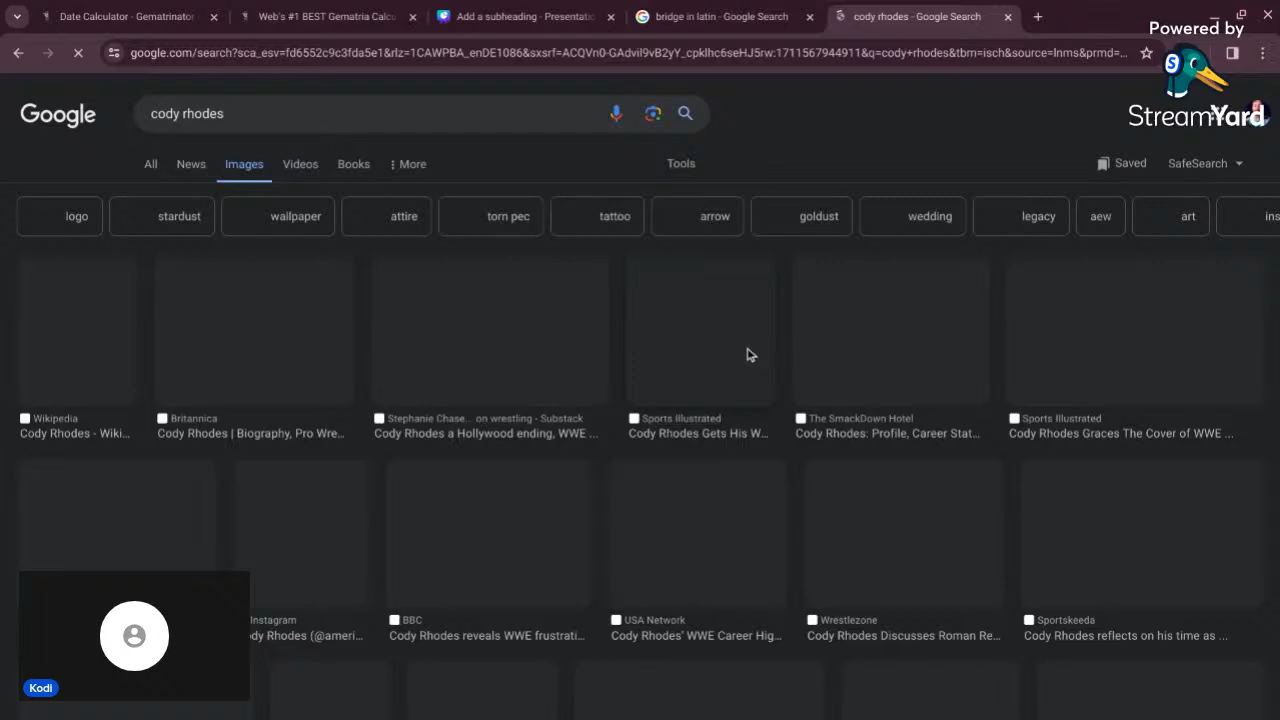 Date Calculator - Gematrinator
Web's #1 BEST Gematria Calcu
Add a subheading - Presentatio
bridge in latin - Google Search
cody rhodes - Google Search
Powered by
google.com/search?sca_esv=fd6552c9c3fda5e1&rlz=1CAWPBA_enDE1086&sxsrf=ACQVn0-GAdvil9vB2yY_cpklhc6seHJ5rw:1711567944911&q=cody+rhodes&tbm=isch&source=lnms&prmd=...
S
StreamYard
Google
cody rhodes
All
News
Images
Videos
Books
More
Tools
Saved
SafeSearch
logo
stardust
wallpaper
attire
torn pec
tattoo
arrow
goldust
wedding
legacy
aew
art
ins
Wikipedia
Cody Rhodes - Wiki...
Britannica
Cody Rhodes | Biography, Pro Wre...
Stephanie Chase... on wrestling - Substack
Cody Rhodes a Hollywood ending, WWE ...
Sports Illustrated
Cody Rhodes Gets His W...
The SmackDown Hotel
Cody Rhodes: Profile, Career Stat...
Sports Illustrated
Cody Rhodes Graces The Cover of WWE ...
Instagram
ody Rhodes (@ameri...
BBC
Cody Rhodes reveals WWE frustrati...
USA Network
Cody Rhodes' WWE Career Hig...
Wrestlezone
Cody Rhodes Discusses Roman Re...
Sportskeeda
Cody Rhodes reflects on his time as ...
Kodi